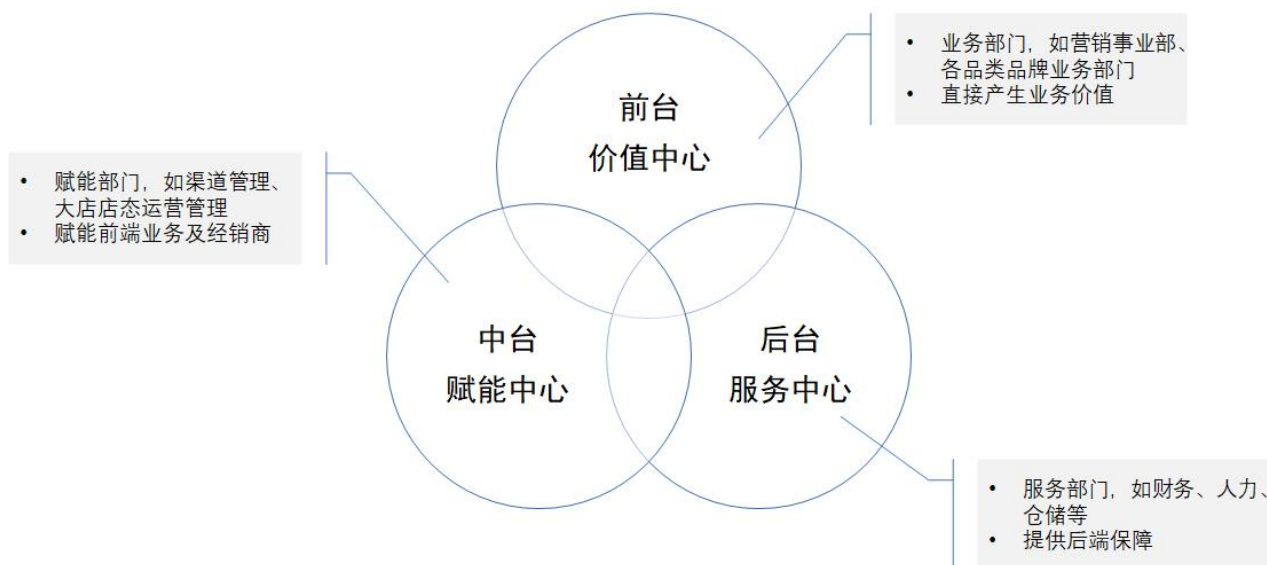 • 业务部门，如营销事业部、
各品类品牌业务部门
• 直接产生业务价值
前台
价值中心
• 赋能部门，如渠道管理、
大店店态运营管理
• 赋能前端业务及经销商
中台
赋能中心
后台
服务中心
• 服务部门，如财务、人力、
仓储等
• 提供后端保障